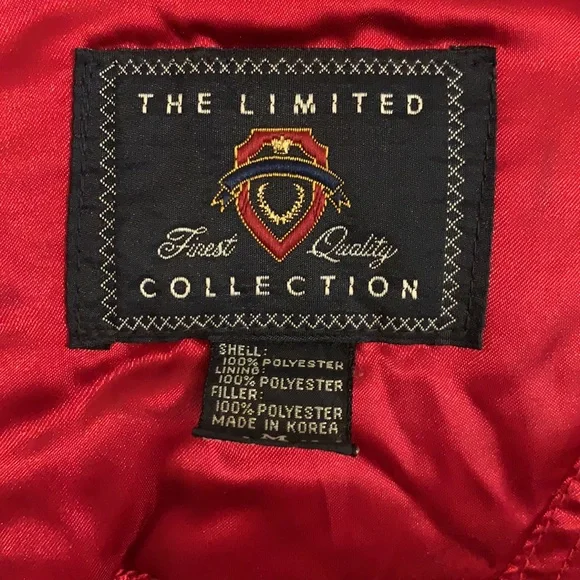 THE LIMITED
Finest Quality
COLLECTION
SHELL:
100% POLYESTER
LINING:
100% POLYESTER
FILLER:
100% POLYESTER
MADE IN KOREA
M